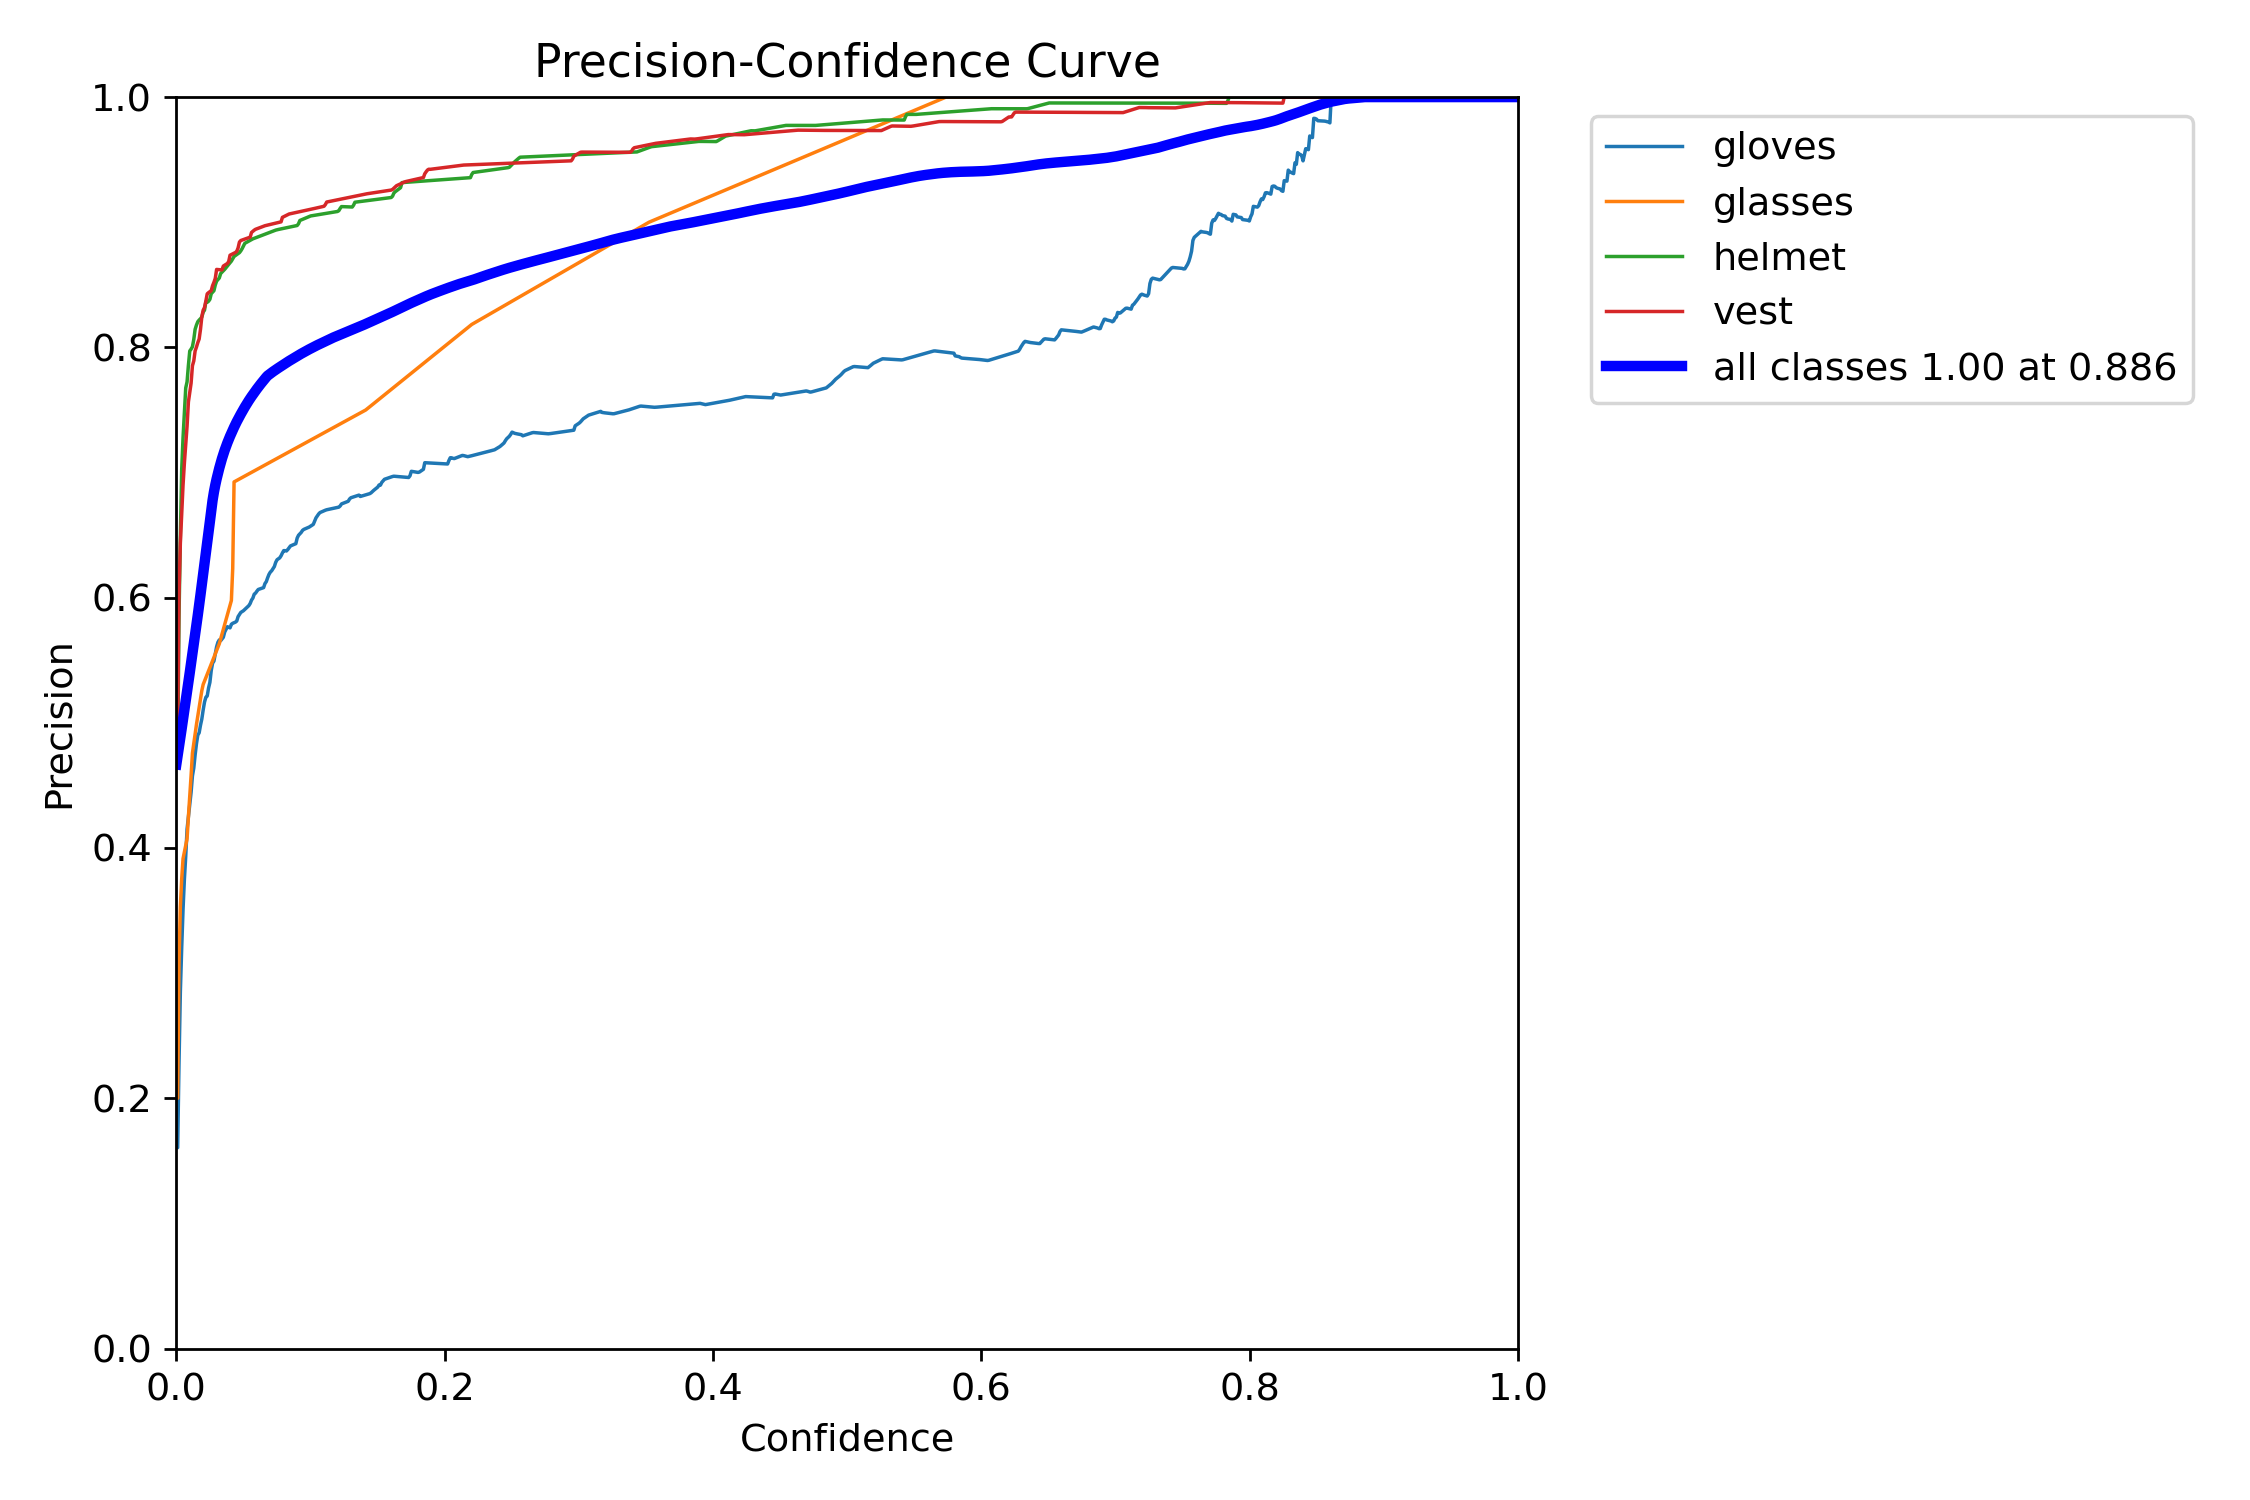 Precision-Confidence Curve
1.0
0.8
0.6
0.4
0.2
0.0
Precision
0.0 0.2 0.4 0.6 0.8 1.0
Confidence
gloves
glasses
helmet
vest
all classes 1.00 at 0.886